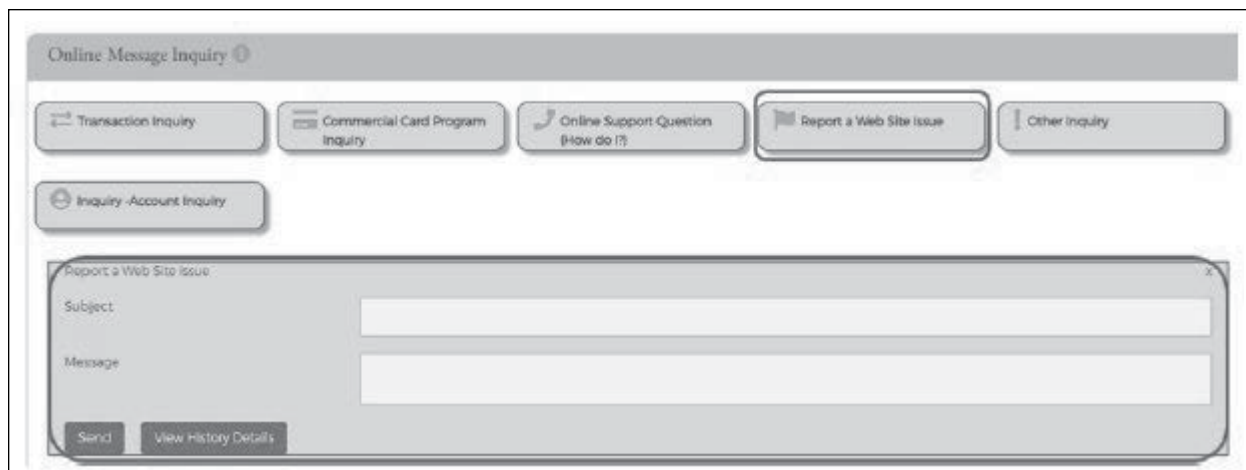 Online Message Inquiry
Transaction Inquiry
Commercial Card Program
Inquiry
Online Support Question
(How do I?)
Report a Web Site Issue
Other Inquiry
Inquiry -Account Inquiry
Report a Web Site Issue
x
Subject
Message
Send
View History Details